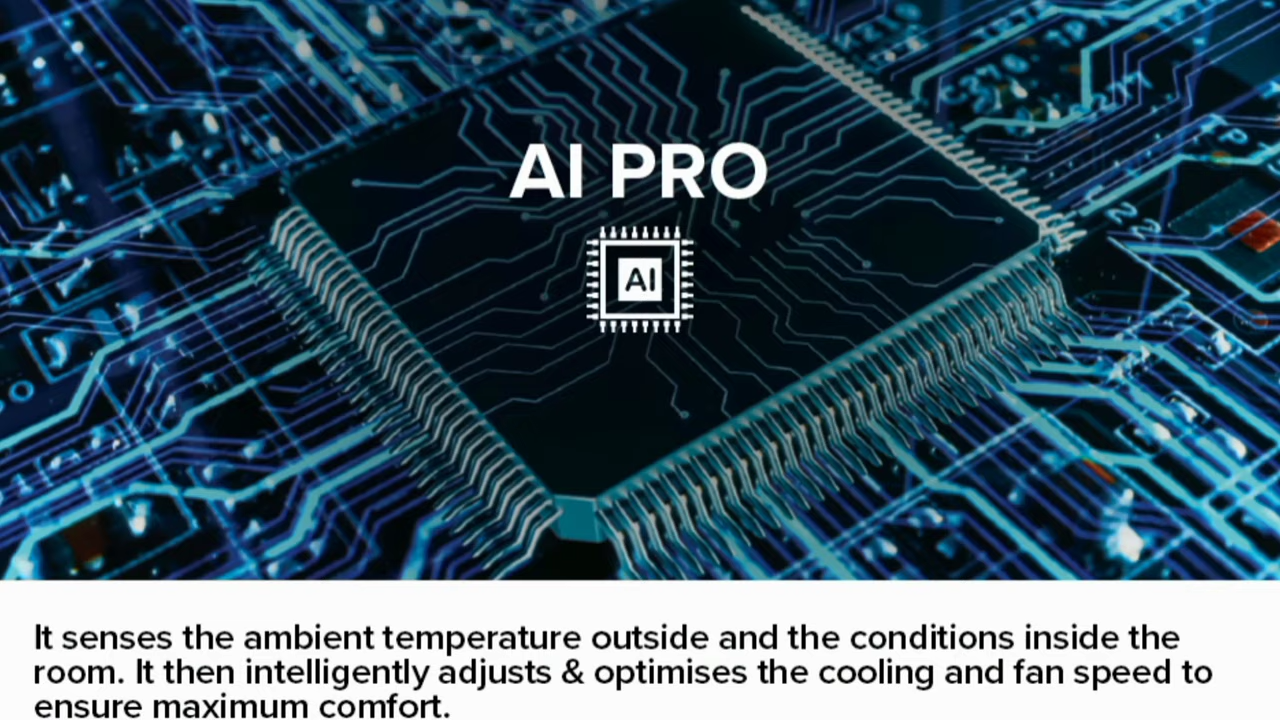 AI PRO
AI
It senses the ambient temperature outside and the conditions inside the
room. It then intelligently adjusts & optimises the cooling and fan speed to
ensure maximum comfort.